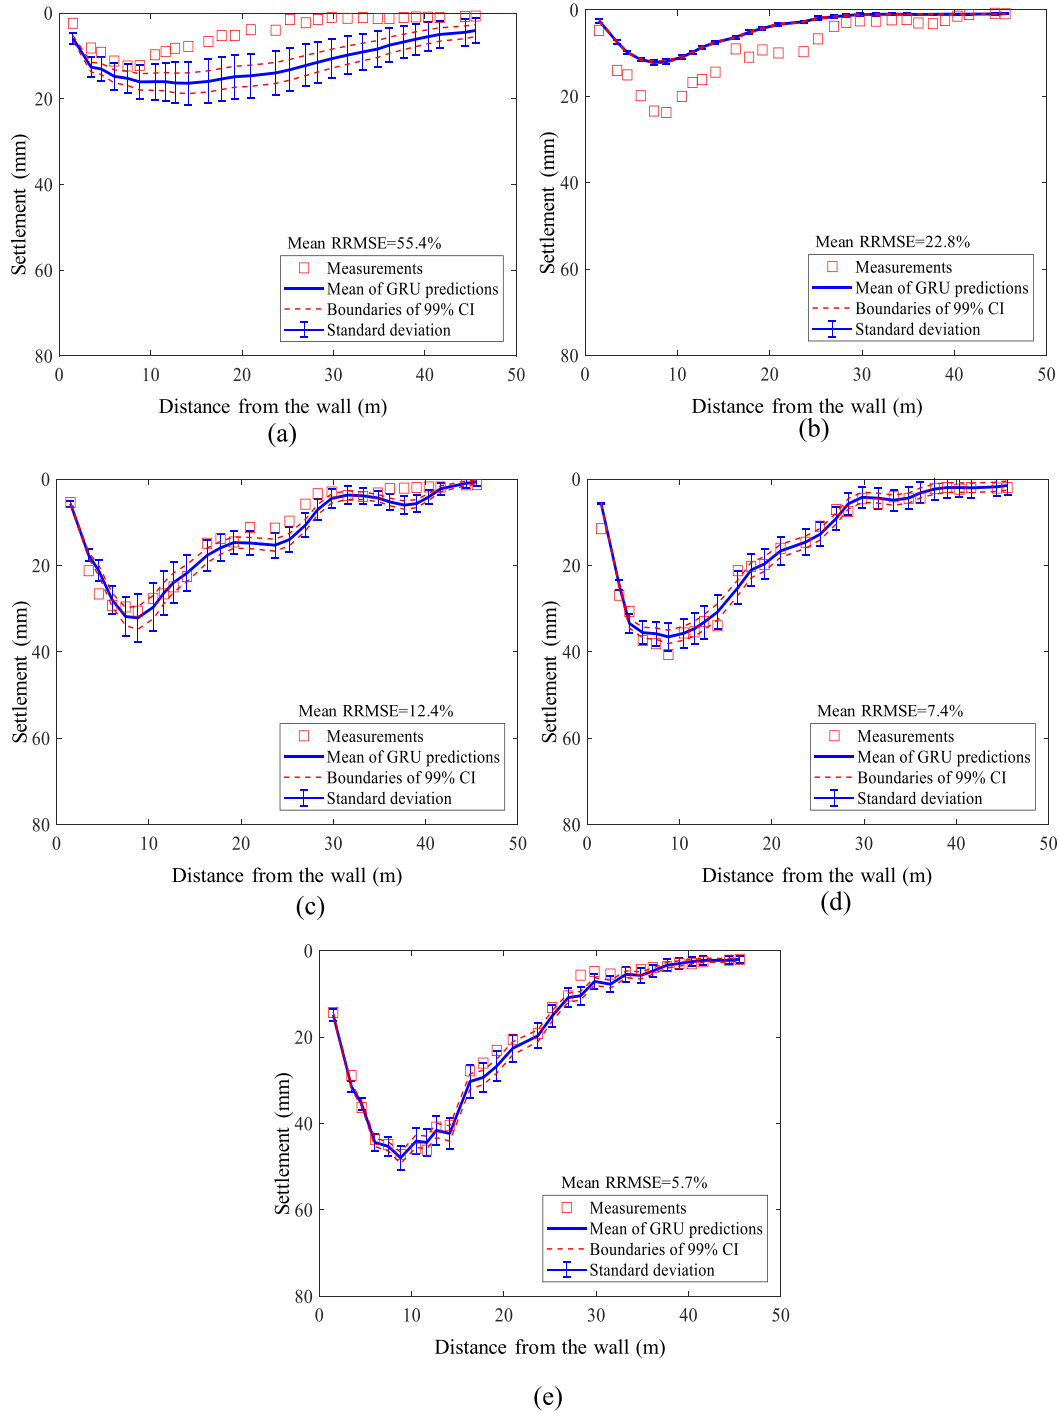 0
20
40
60
80
Settlement (mm)
Mean RRMSE=55.4%
Measurements
Mean of GRU predictions
Boundaries of 99% CI
Standard deviation
0 10 20 30 40 50
Distance from the wall (m)
(a)
0
20
40
60
80
Settlement (mm)
Mean RRMSE=22.8%
Measurements
Mean of GRU predictions
Boundaries of 99% CI
Standard deviation
0 10 20 30 40 50
Distance from the wall (m)
(b)
0
20
40
60
80
Settlement (mm)
Mean RRMSE=12.4%
Measurements
Mean of GRU predictions
Boundaries of 99% CI
Standard deviation
0 10 20 30 40 50
Distance from the wall (m)
(c)
0
20
40
60
80
Settlement (mm)
Mean RRMSE=7.4%
Measurements
Mean of GRU predictions
Boundaries of 99% CI
Standard deviation
0 10 20 30 40 50
Distance from the wall (m)
(d)
0
20
40
60
80
Settlement (mm)
Mean RRMSE=5.7%
Measurements
Mean of GRU predictions
Boundaries of 99% CI
Standard deviation
0 10 20 30 40 50
Distance from the wall (m)
(e)